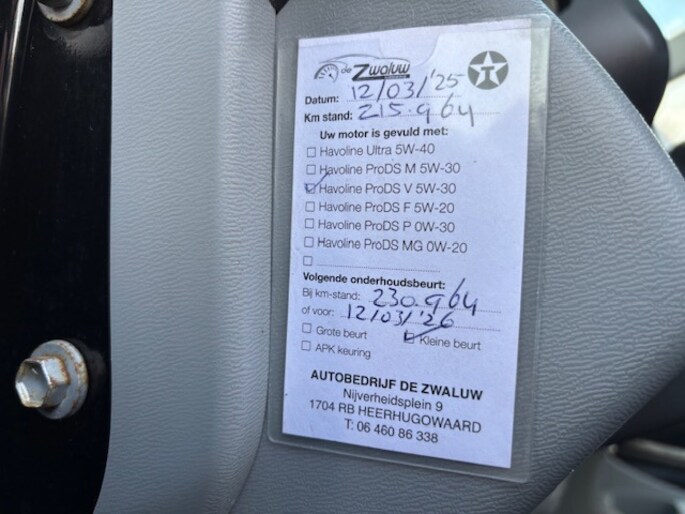 de Zwaluw
Datum: 12/03/'25
Km stand: 215.964
Uw motor is gevuld met:
Havoline Ultra 5W-40
Havoline ProDS M 5W-30
Havoline ProDS V 5W-30
Havoline ProDS F 5W-20
Havoline ProDS P 0W-30
Havoline ProDS MG 0W-20
Volgende onderhoudsbeurt:
Bij km-stand: 230.964
of voor: 12/03/'26
Grote beurt Kleine beurt
APK keuring
AUTOBEDRIJF DE ZWALUW
Nijverheidsplein 9
1704 RB HEERHUGOWAARD
T: 06 460 86 338